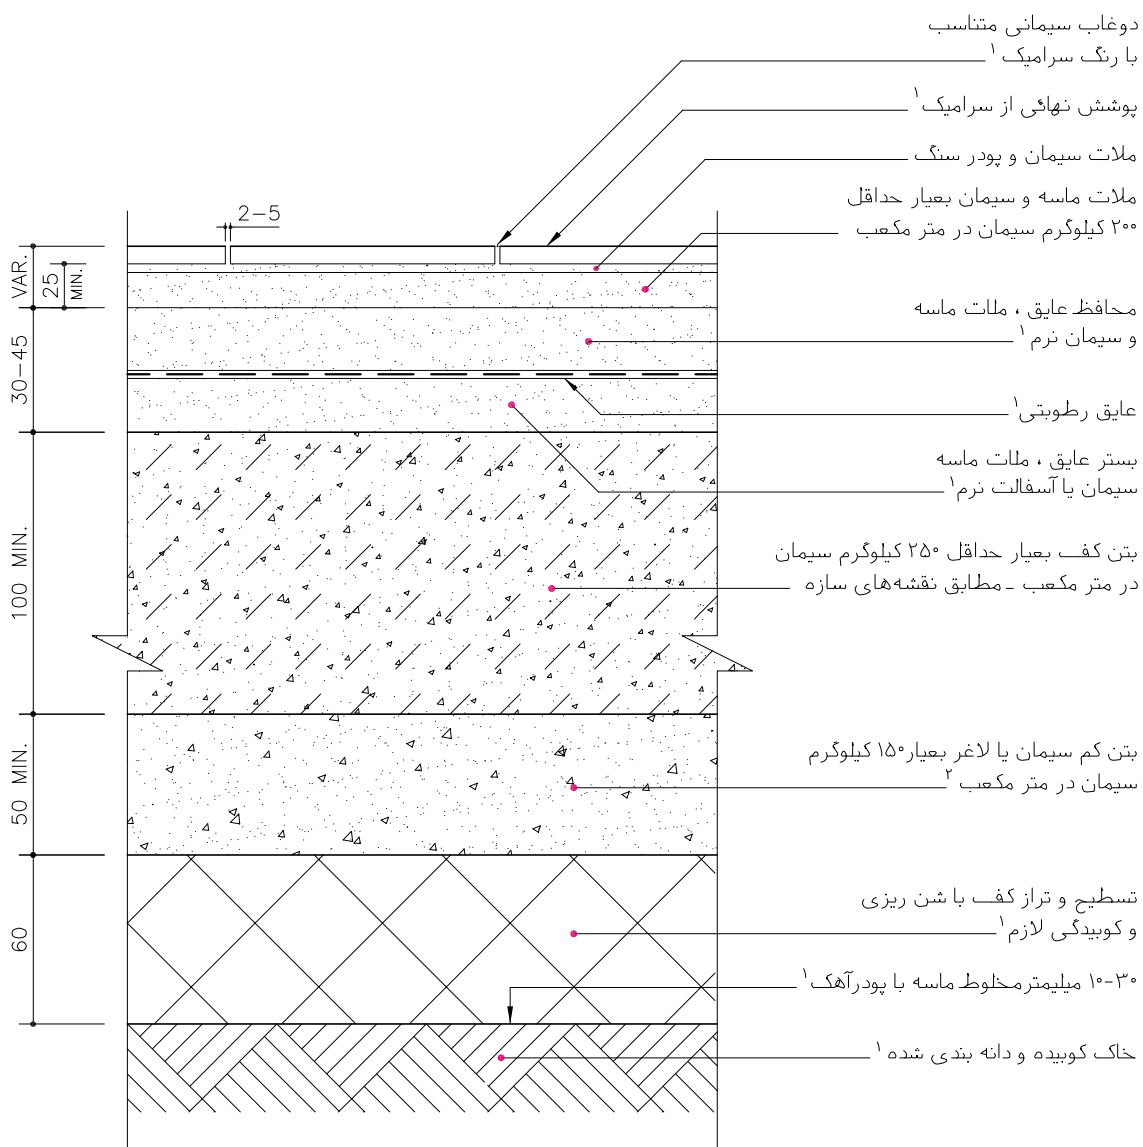 دوغاب سیمانی متناسب
با رنگ سرامیک ۱
پوشش نهائی از سرامیک ۱
ملات سیمان و پودر سنگ
ملات ماسه و سیمان بعیار حداقل
۲۰۰ کیلوگرم سیمان در متر مکعب
2-5
VAR.
25
MIN.
محافظ عایق ، ملات ماسه
و سیمان نرم ۱
30-45
عایق رطوبتی ۱
بستر عایق ، ملات ماسه
سیمان یا آسفالت نرم ۱
بتن کف بعیار حداقل ۲۵۰ کیلوگرم سیمان
در متر مکعب - مطابق نقشه‌های سازه
100 MIN.
بتن کم سیمان یا لاغر بعیار ۱۵۰ کیلوگرم
سیمان در متر مکعب ۲
50 MIN.
تسطیح و تراز کف با شن ریزی
و کوبیدگی لازم ۱
60
۱۰-۳۰ میلیمتر مخلوط ماسه با پودر آهک ۱
خاک کوبیده و دانه بندی شده ۱